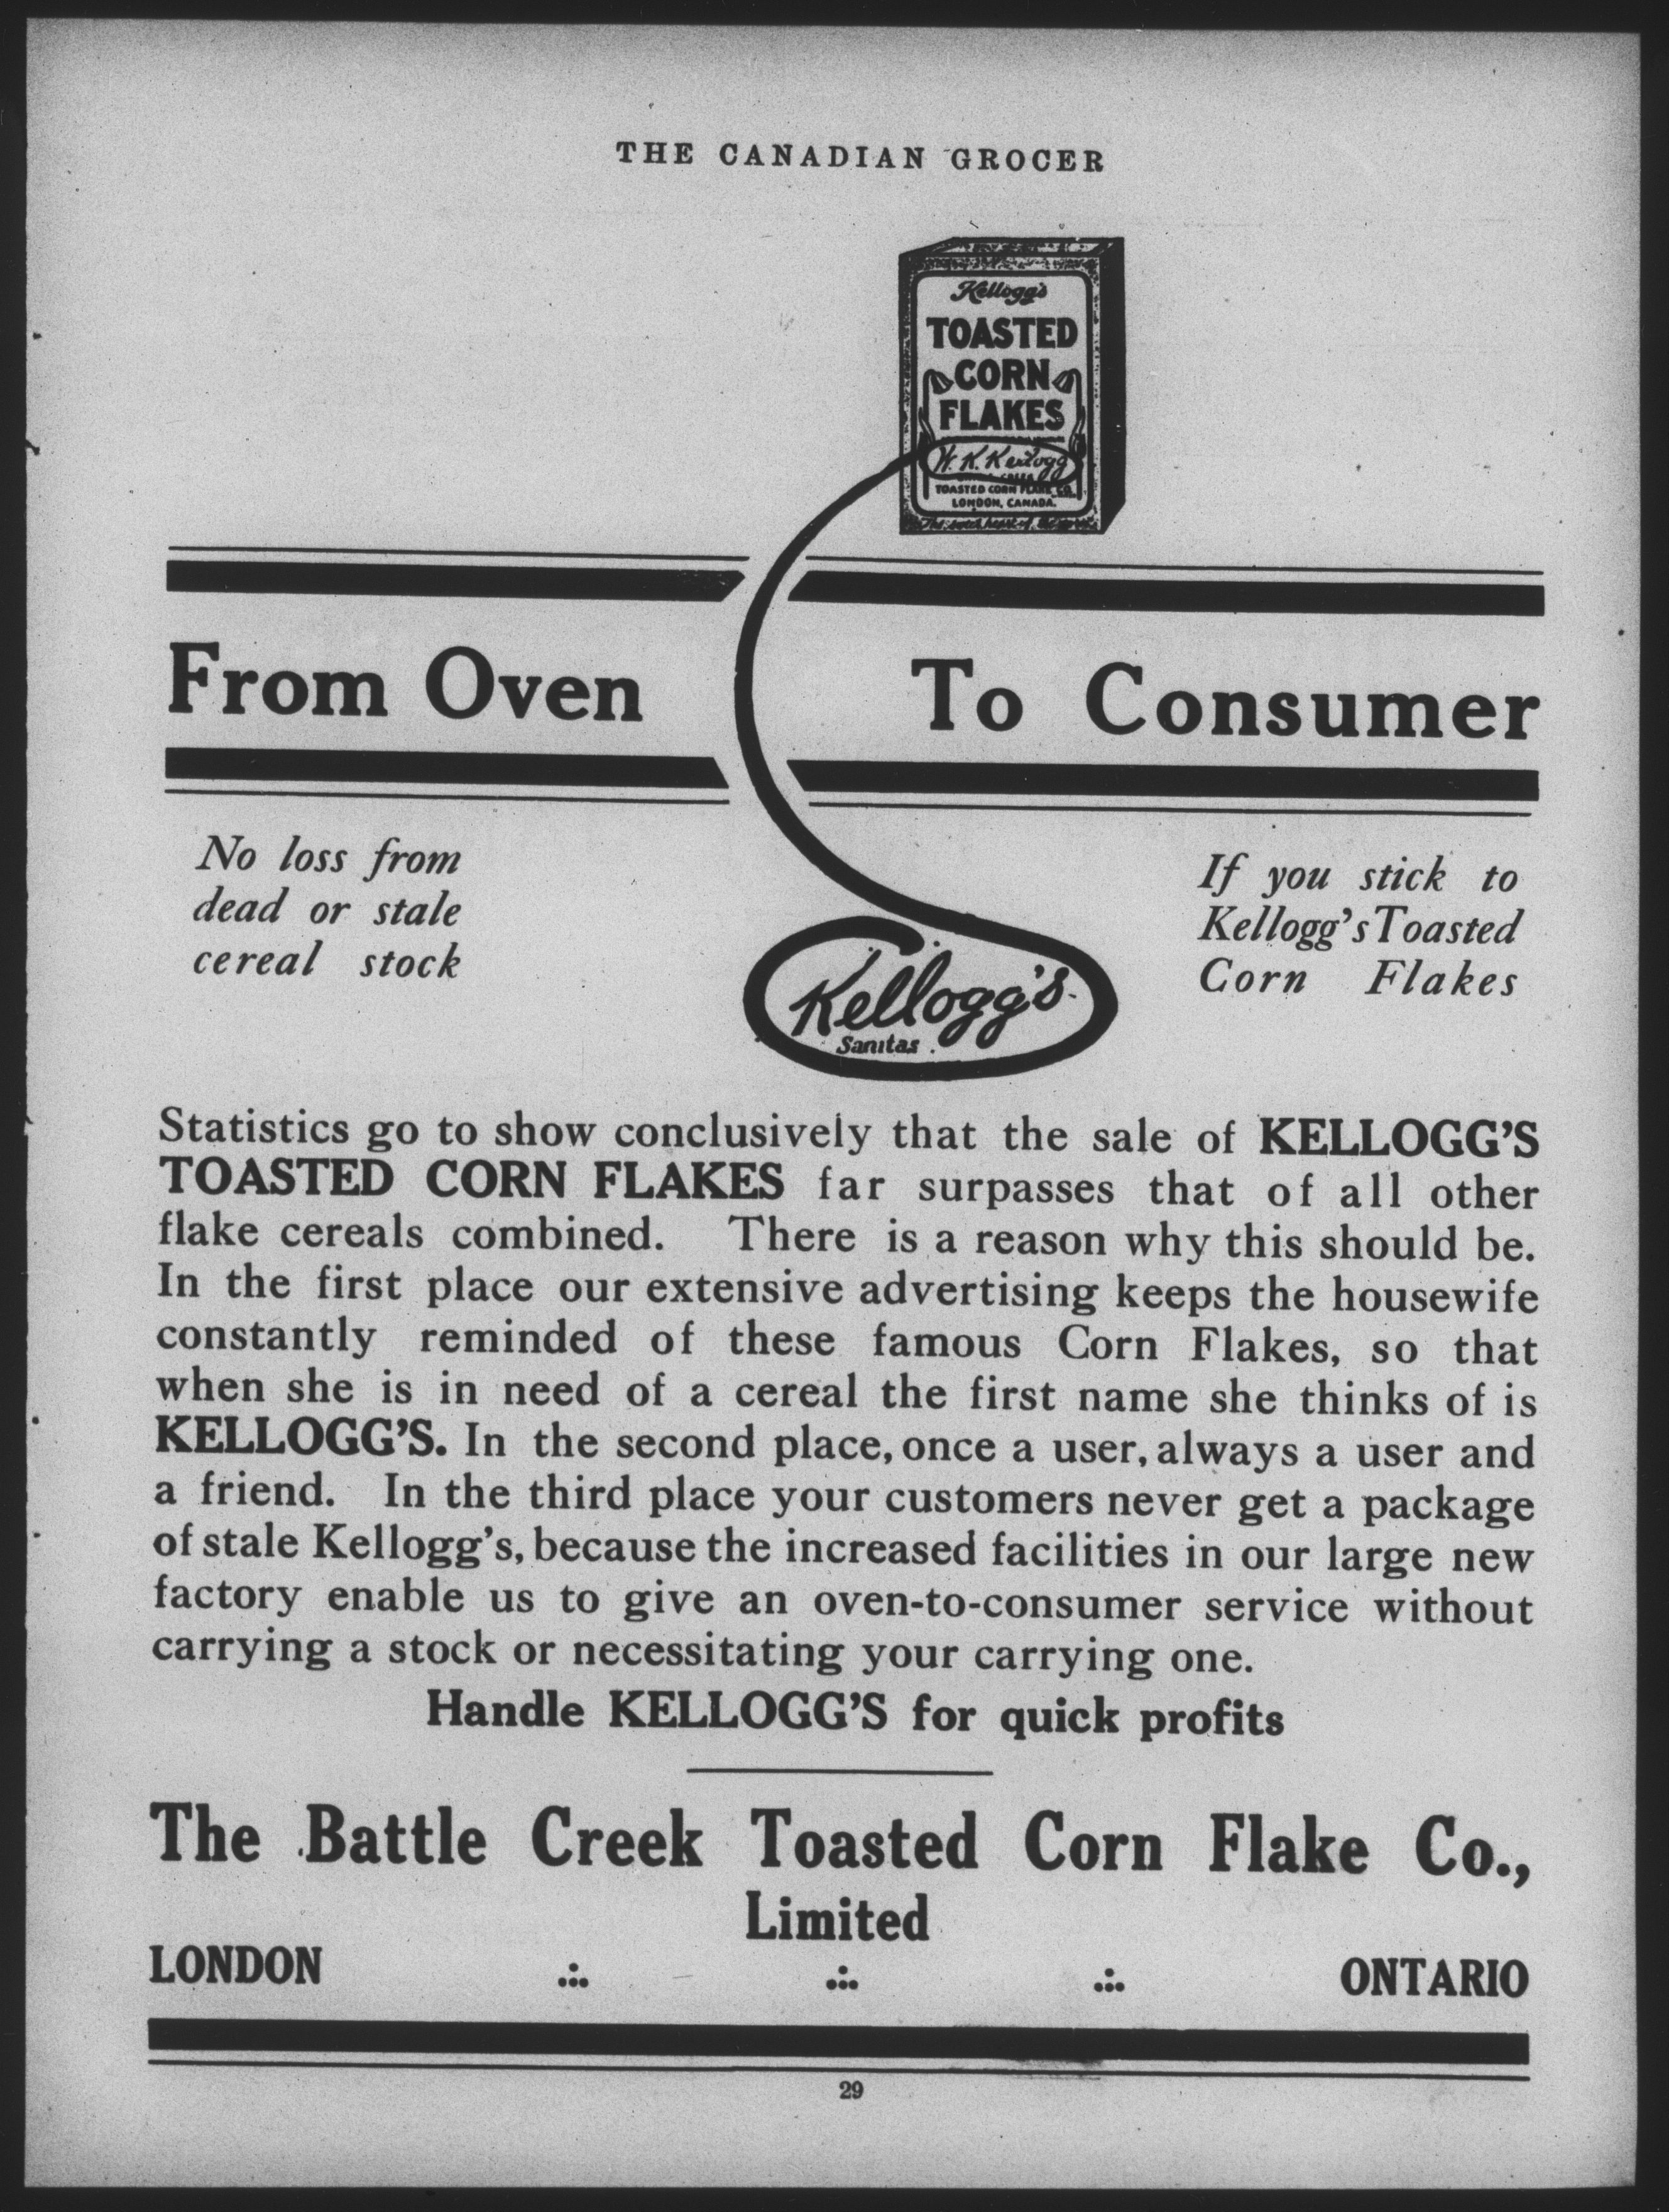 THE CANADIAN GROCER
Kellogg's
TOASTED
CORN
FLAKES
W. K. Kellogg
TOASTED CORN FLAKE CO.
LONDON, CANADA.
From Oven To Consumer
No loss from
dead or stale
cereal stock
If you stick to
Kellogg's Toasted
Corn Flakes
Kellogg's
Sanitas
Statistics go to show conclusively that the sale of KELLOGG'S
TOASTED CORN FLAKES far surpasses that of all other
flake cereals combined. There is a reason why this should be.
In the first place our extensive advertising keeps the housewife
constantly reminded of these famous Corn Flakes, so that
when she is in need of a cereal the first name she thinks of is
KELLOGG'S. In the second place, once a user, always a user and
a friend. In the third place your customers never get a package
of stale Kellogg's, because the increased facilities in our large new
factory enable us to give an oven-to-consumer service without
carrying a stock or necessitating your carrying one.
Handle KELLOGG'S for quick profits
The Battle Creek Toasted Corn Flake Co.,
Limited
LONDON ONTARIO
29